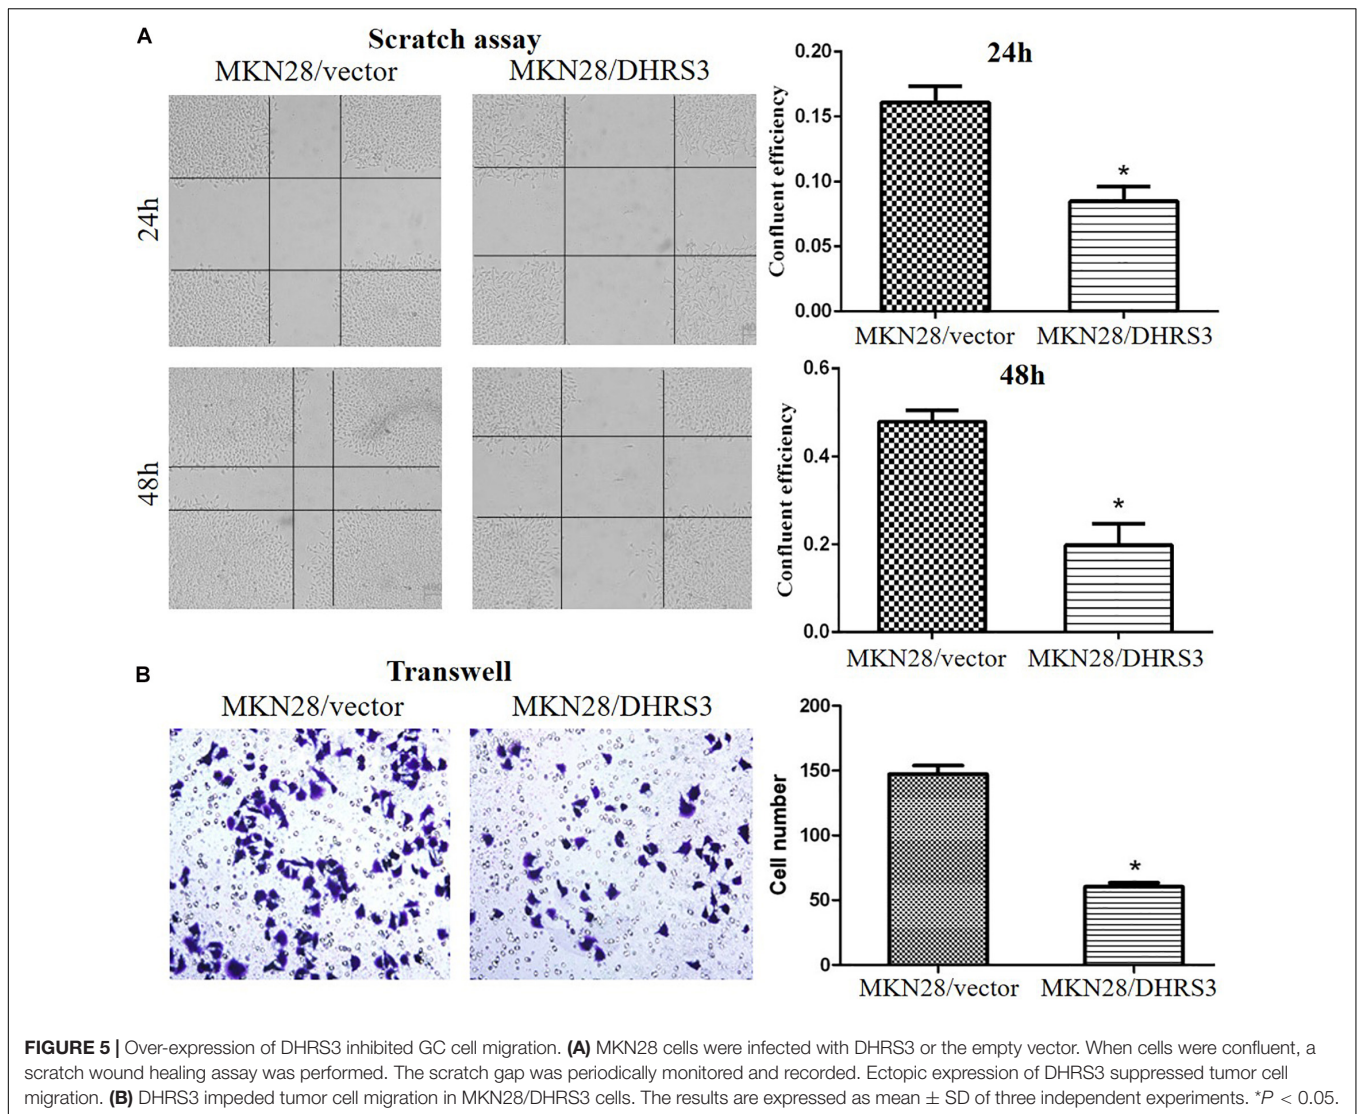 A
Scratch assay
MKN28/vector
MKN28/DHRS3
24h
48h
24h
Confluent efficiency
0.20
0.15
0.10
0.05
0.00
*
MKN28/vector
MKN28/DHRS3
48h
Confluent efficiency
0.6
0.4
0.2
0.0
*
MKN28/vector
MKN28/DHRS3
B
Transwell
MKN28/vector
MKN28/DHRS3
Cell number
200
150
100
50
0
*
MKN28/vector
MKN28/DHRS3
FIGURE 5 | Over-expression of DHRS3 inhibited GC cell migration. (A) MKN28 cells were infected with DHRS3 or the empty vector. When cells were confluent, a
scratch wound healing assay was performed. The scratch gap was periodically monitored and recorded. Ectopic expression of DHRS3 suppressed tumor cell
migration. (B) DHRS3 impeded tumor cell migration in MKN28/DHRS3 cells. The results are expressed as mean ± SD of three independent experiments. *P < 0.05.